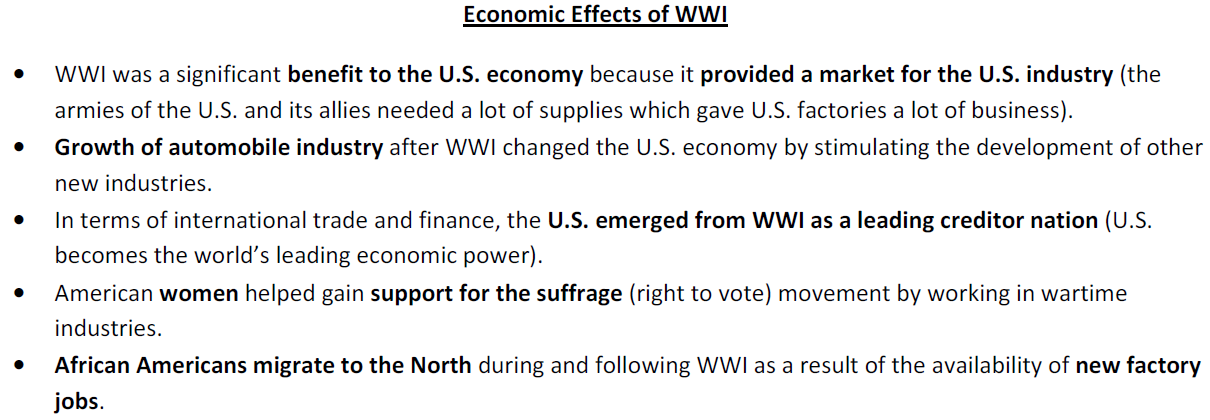 Economic Effects of WWI
• WWI was a significant benefit to the U.S. economy because it provided a market for the U.S. industry (the
armies of the U.S. and its allies needed a lot of supplies which gave U.S. factories a lot of business).
• Growth of automobile industry after WWI changed the U.S. economy by stimulating the development of other
new industries.
• In terms of international trade and finance, the U.S. emerged from WWI as a leading creditor nation (U.S.
becomes the world’s leading economic power).
• American women helped gain support for the suffrage (right to vote) movement by working in wartime
industries.
• African Americans migrate to the North during and following WWI as a result of the availability of new factory
jobs.